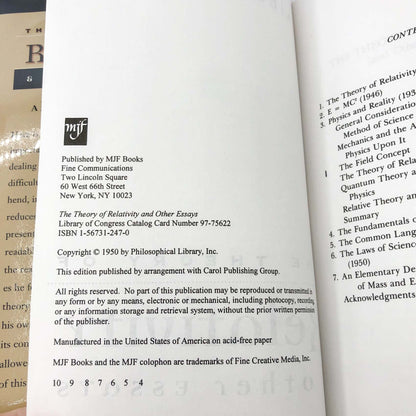 mjf
Published by MJF Books
Fine Communications
Two Lincoln Square
60 West 66th Street
New York, NY 10023
The Theory of Relativity and Other Essays
Library of Congress Catalog Card Number 97-75622
ISBN 1-56731-247-0
Copyright © 1950 by Philosophical Library, Inc.
This edition published by arrangement with Carol Publishing Group.
All rights reserved. No part of this publication may be reproduced or transmitted in
any form or by any means, electronic or mechanical, including photocopy, recording,
or any information storage and retrieval system, without the prior written permission
of the publisher.
Manufactured in the United States of America on acid-free paper
MJF Books and the MJF colophon are trademarks of Fine Creative Media, Inc.
10 9 8 7 6 5 4
CONTE
1. The Theory of Relativity
2. E = MC² (1946)
3. Physics and Reality (193
General Consideration
Method of Science
Mechanics and the A
Physics Upon It
The Field Concept
The Theory of Relat
Quantum Theory a
Physics
Relative Theory an
Summary
4. The Fundamentals o
5. The Common Lang
6. The Laws of Scienc
(1950)
7. An Elementary De
of Mass and E
Acknowledgments